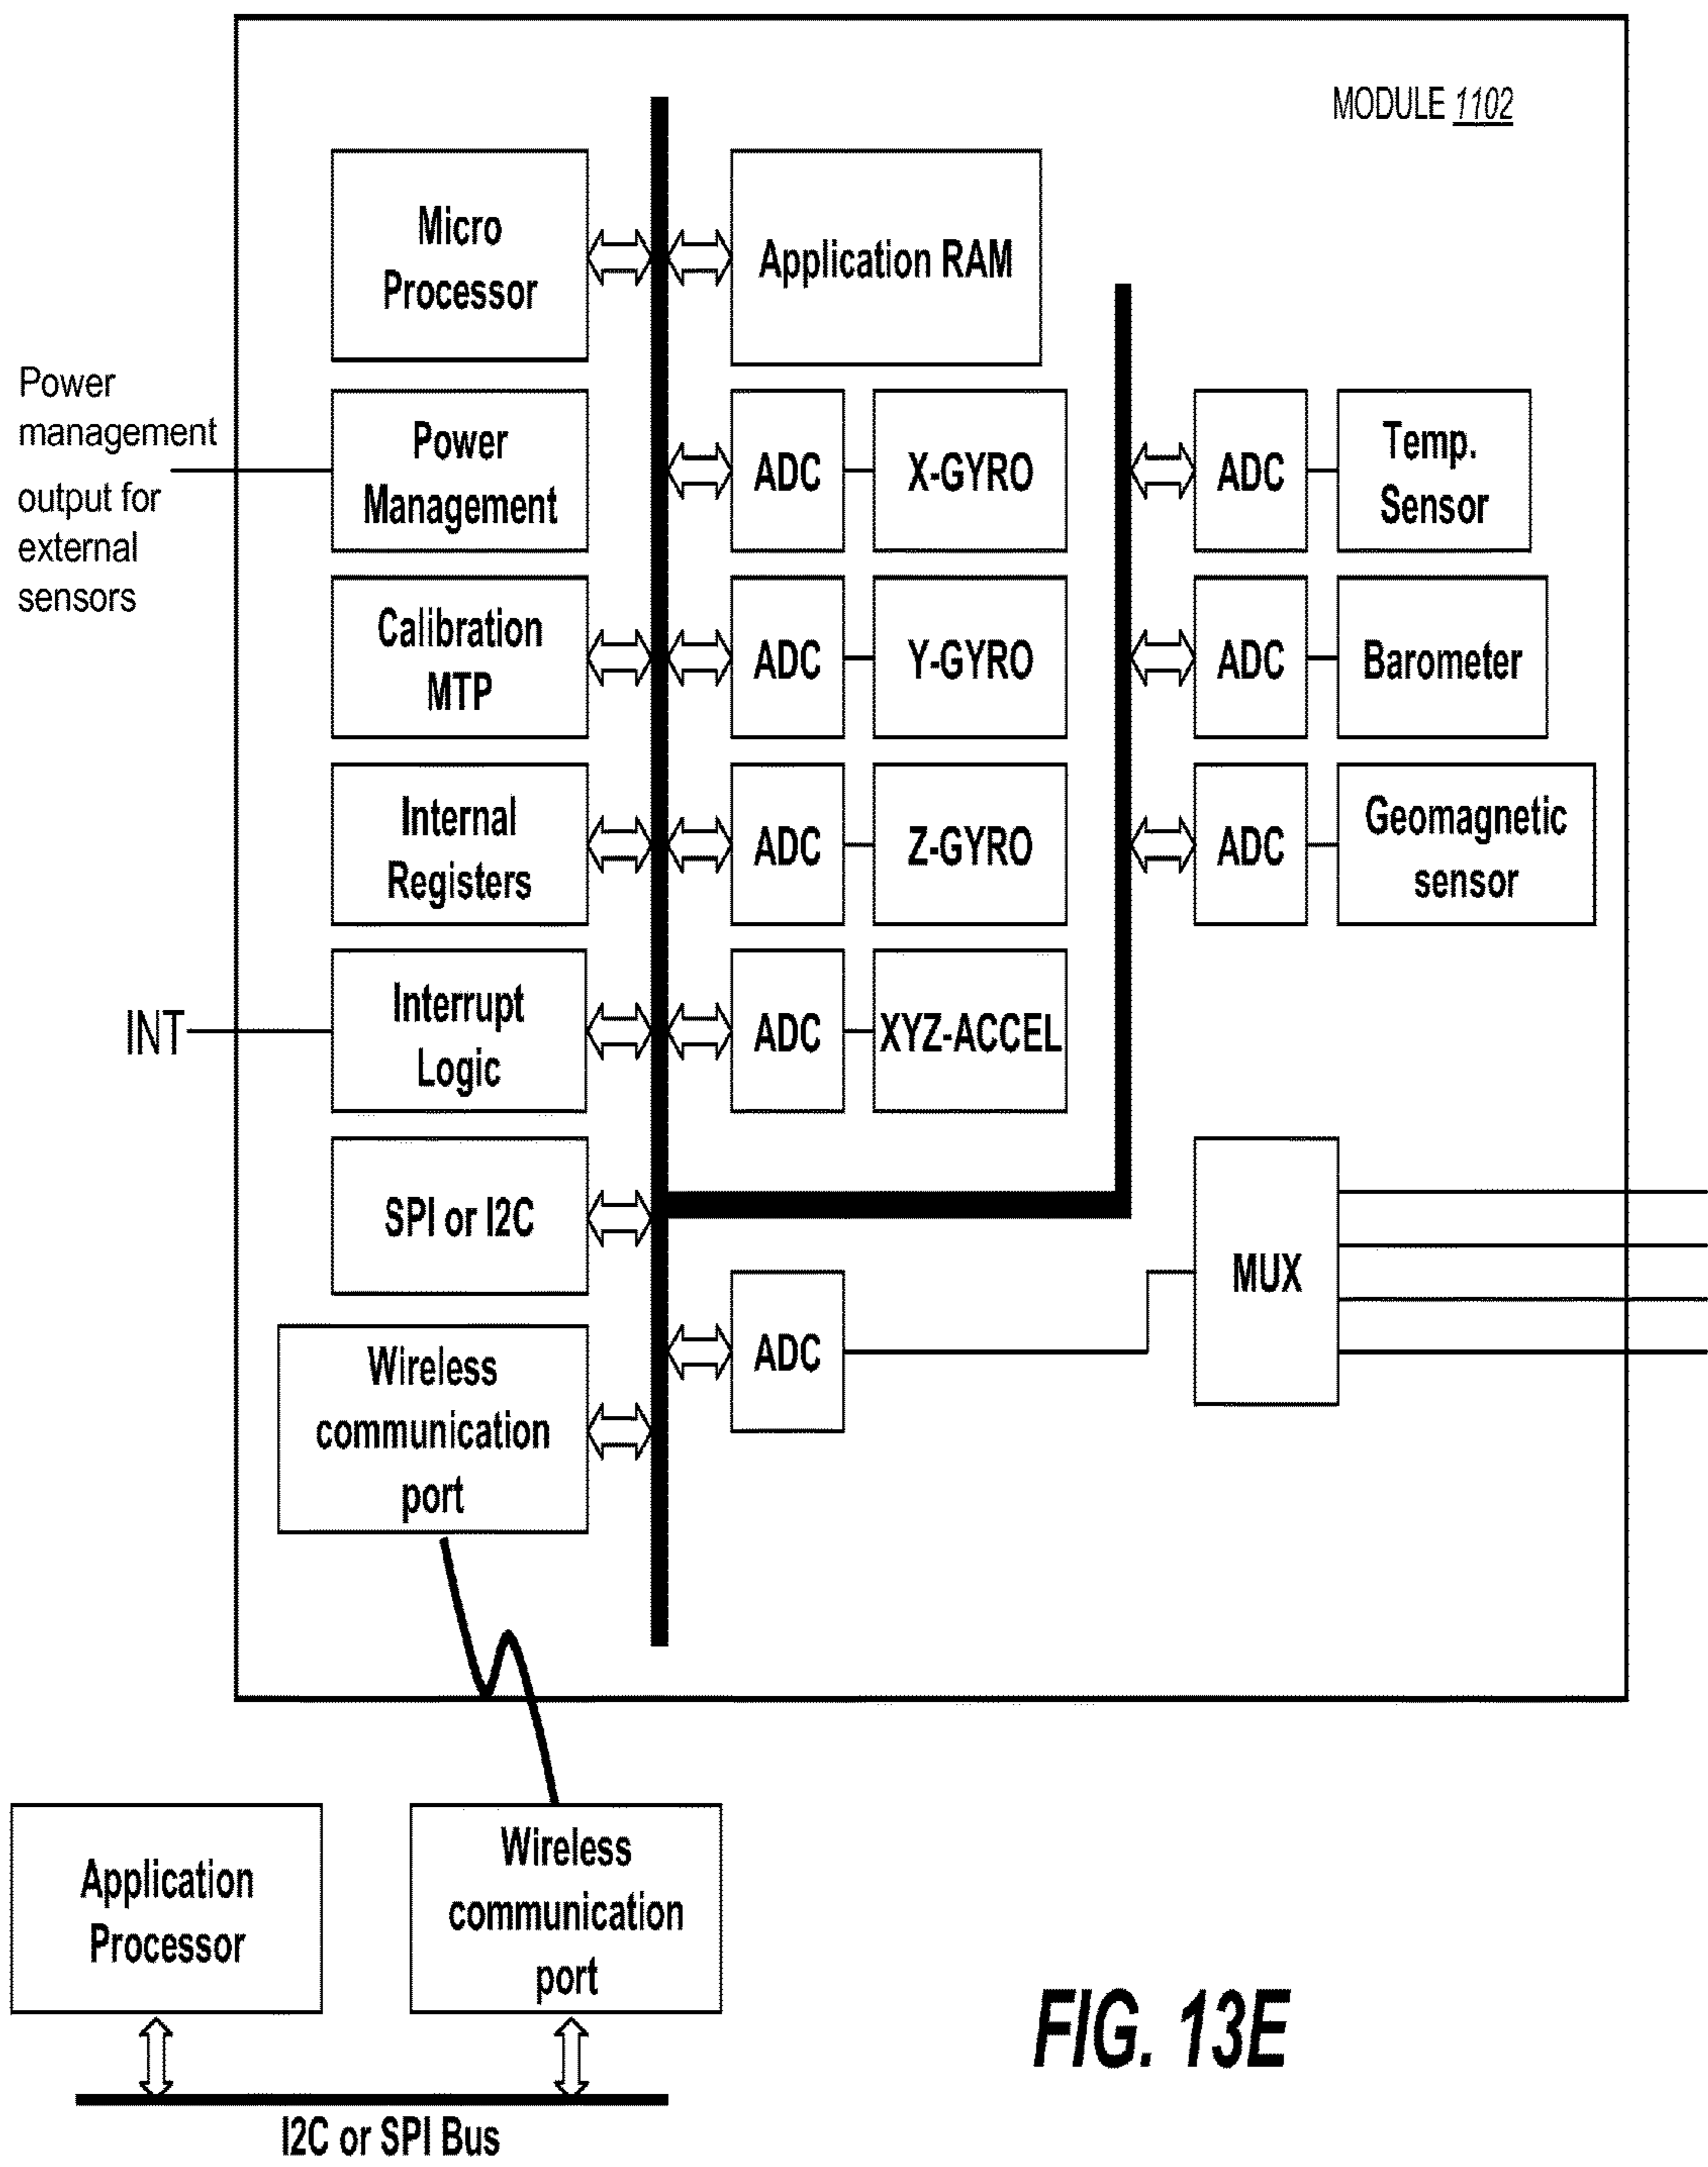 MODULE 1102
Micro
Processor
Application RAM
Power
management
output for
external
sensors
Power
Management
ADC
X-GYRO
ADC
Temp.
Sensor
Calibration
MTP
ADC
Y-GYRO
ADC
Barometer
Internal
Registers
ADC
Z-GYRO
ADC
Geomagnetic
sensor
INT
Interrupt
Logic
ADC
XYZ-ACCEL
SPI or I2C
MUX
ADC
Wireless
communication
port
Application
Processor
Wireless
communication
port
I2C or SPI Bus
FIG. 13E